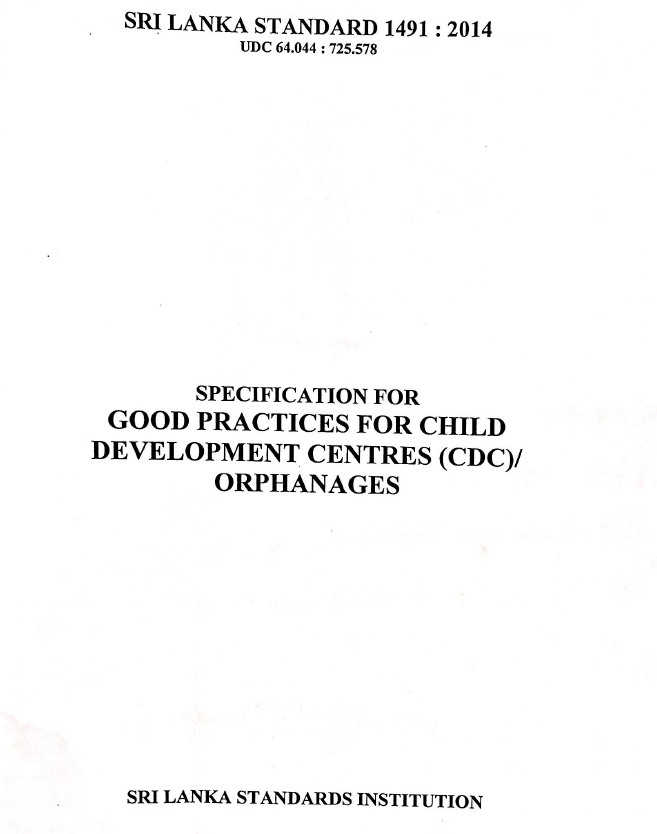 SRI LANKA STANDARD 1491 : 2014
UDC 64.044 : 725.578
SPECIFICATION FOR
GOOD PRACTICES FOR CHILD
DEVELOPMENT CENTRES (CDC)/
ORPHANAGES
SRI LANKA STANDARDS INSTITUTION